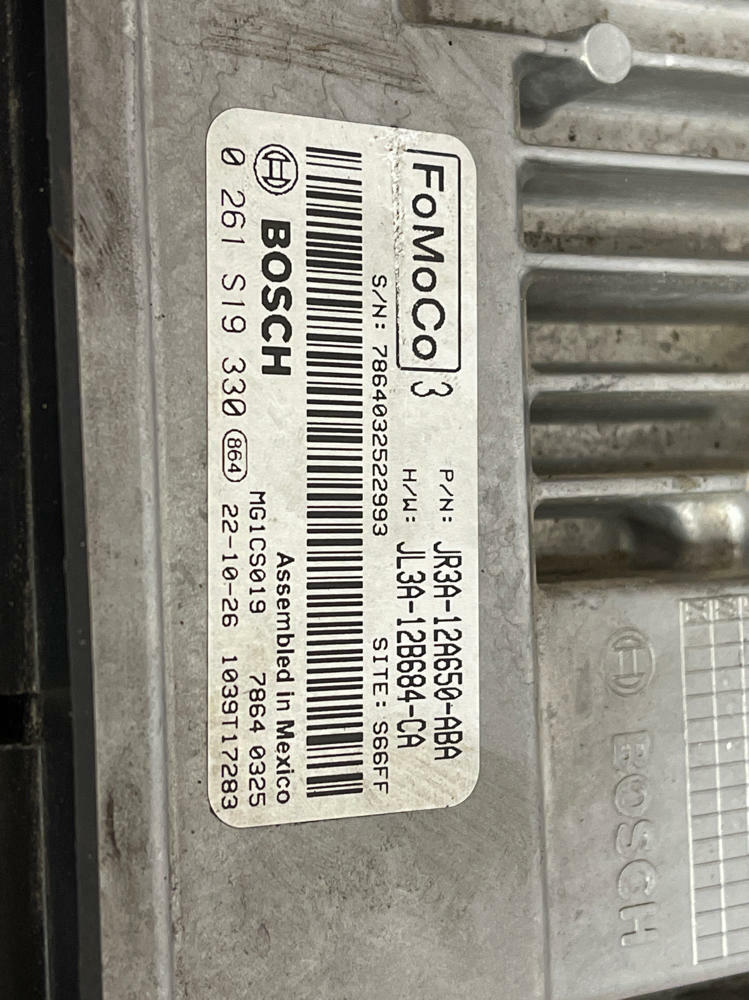 FoMoCo 3
P/N: JR3A-12A650-ABA
H/W: JL3A-12B684-CA
S/N: 7864032522993 SITE: S66FF
BOSCH
Assembled in Mexico
MG1CS019 7864 0325
0 261 S19 330 864 22-10-26 1039T17283
BOSCH